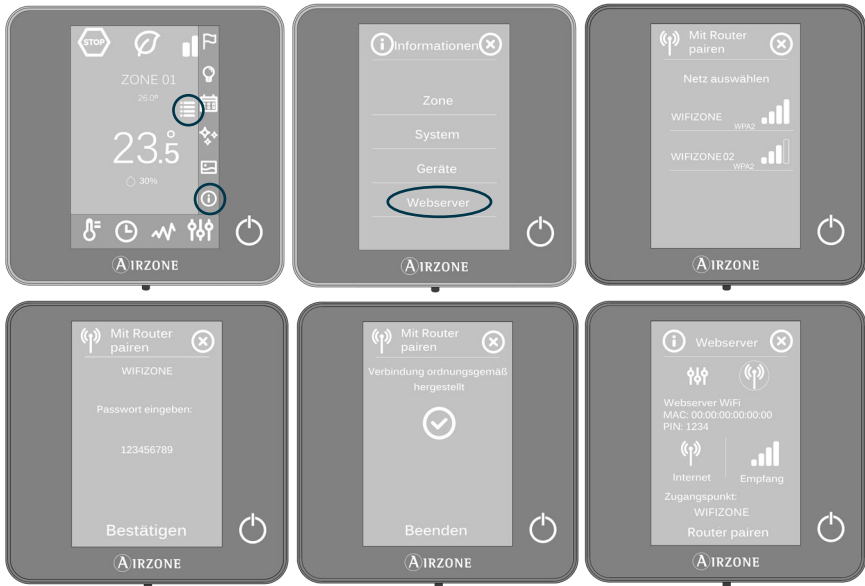 STOP
ZONE 01
26.0º
23.5°
30%
AIRZONE
Informationen
Zone
System
Geräte
Webserver
AIRZONE
Mit Router
pairen
Netz auswählen
WIFIZONE
WPA2
WIFIZONE 02
WPA2
AIRZONE
Mit Router
pairen
WIFIZONE
Passwort eingeben:
123456789
Bestätigen
AIRZONE
Mit Router
pairen
Verbindung ordnungsgemäß
hergestellt
Beenden
AIRZONE
Webserver
Webserver WiFi
MAC: 00:00:00:00:00:00
PIN: 1234
Internet
Empfang
Zugangspunkt:
WIFIZONE
Router pairen
AIRZONE